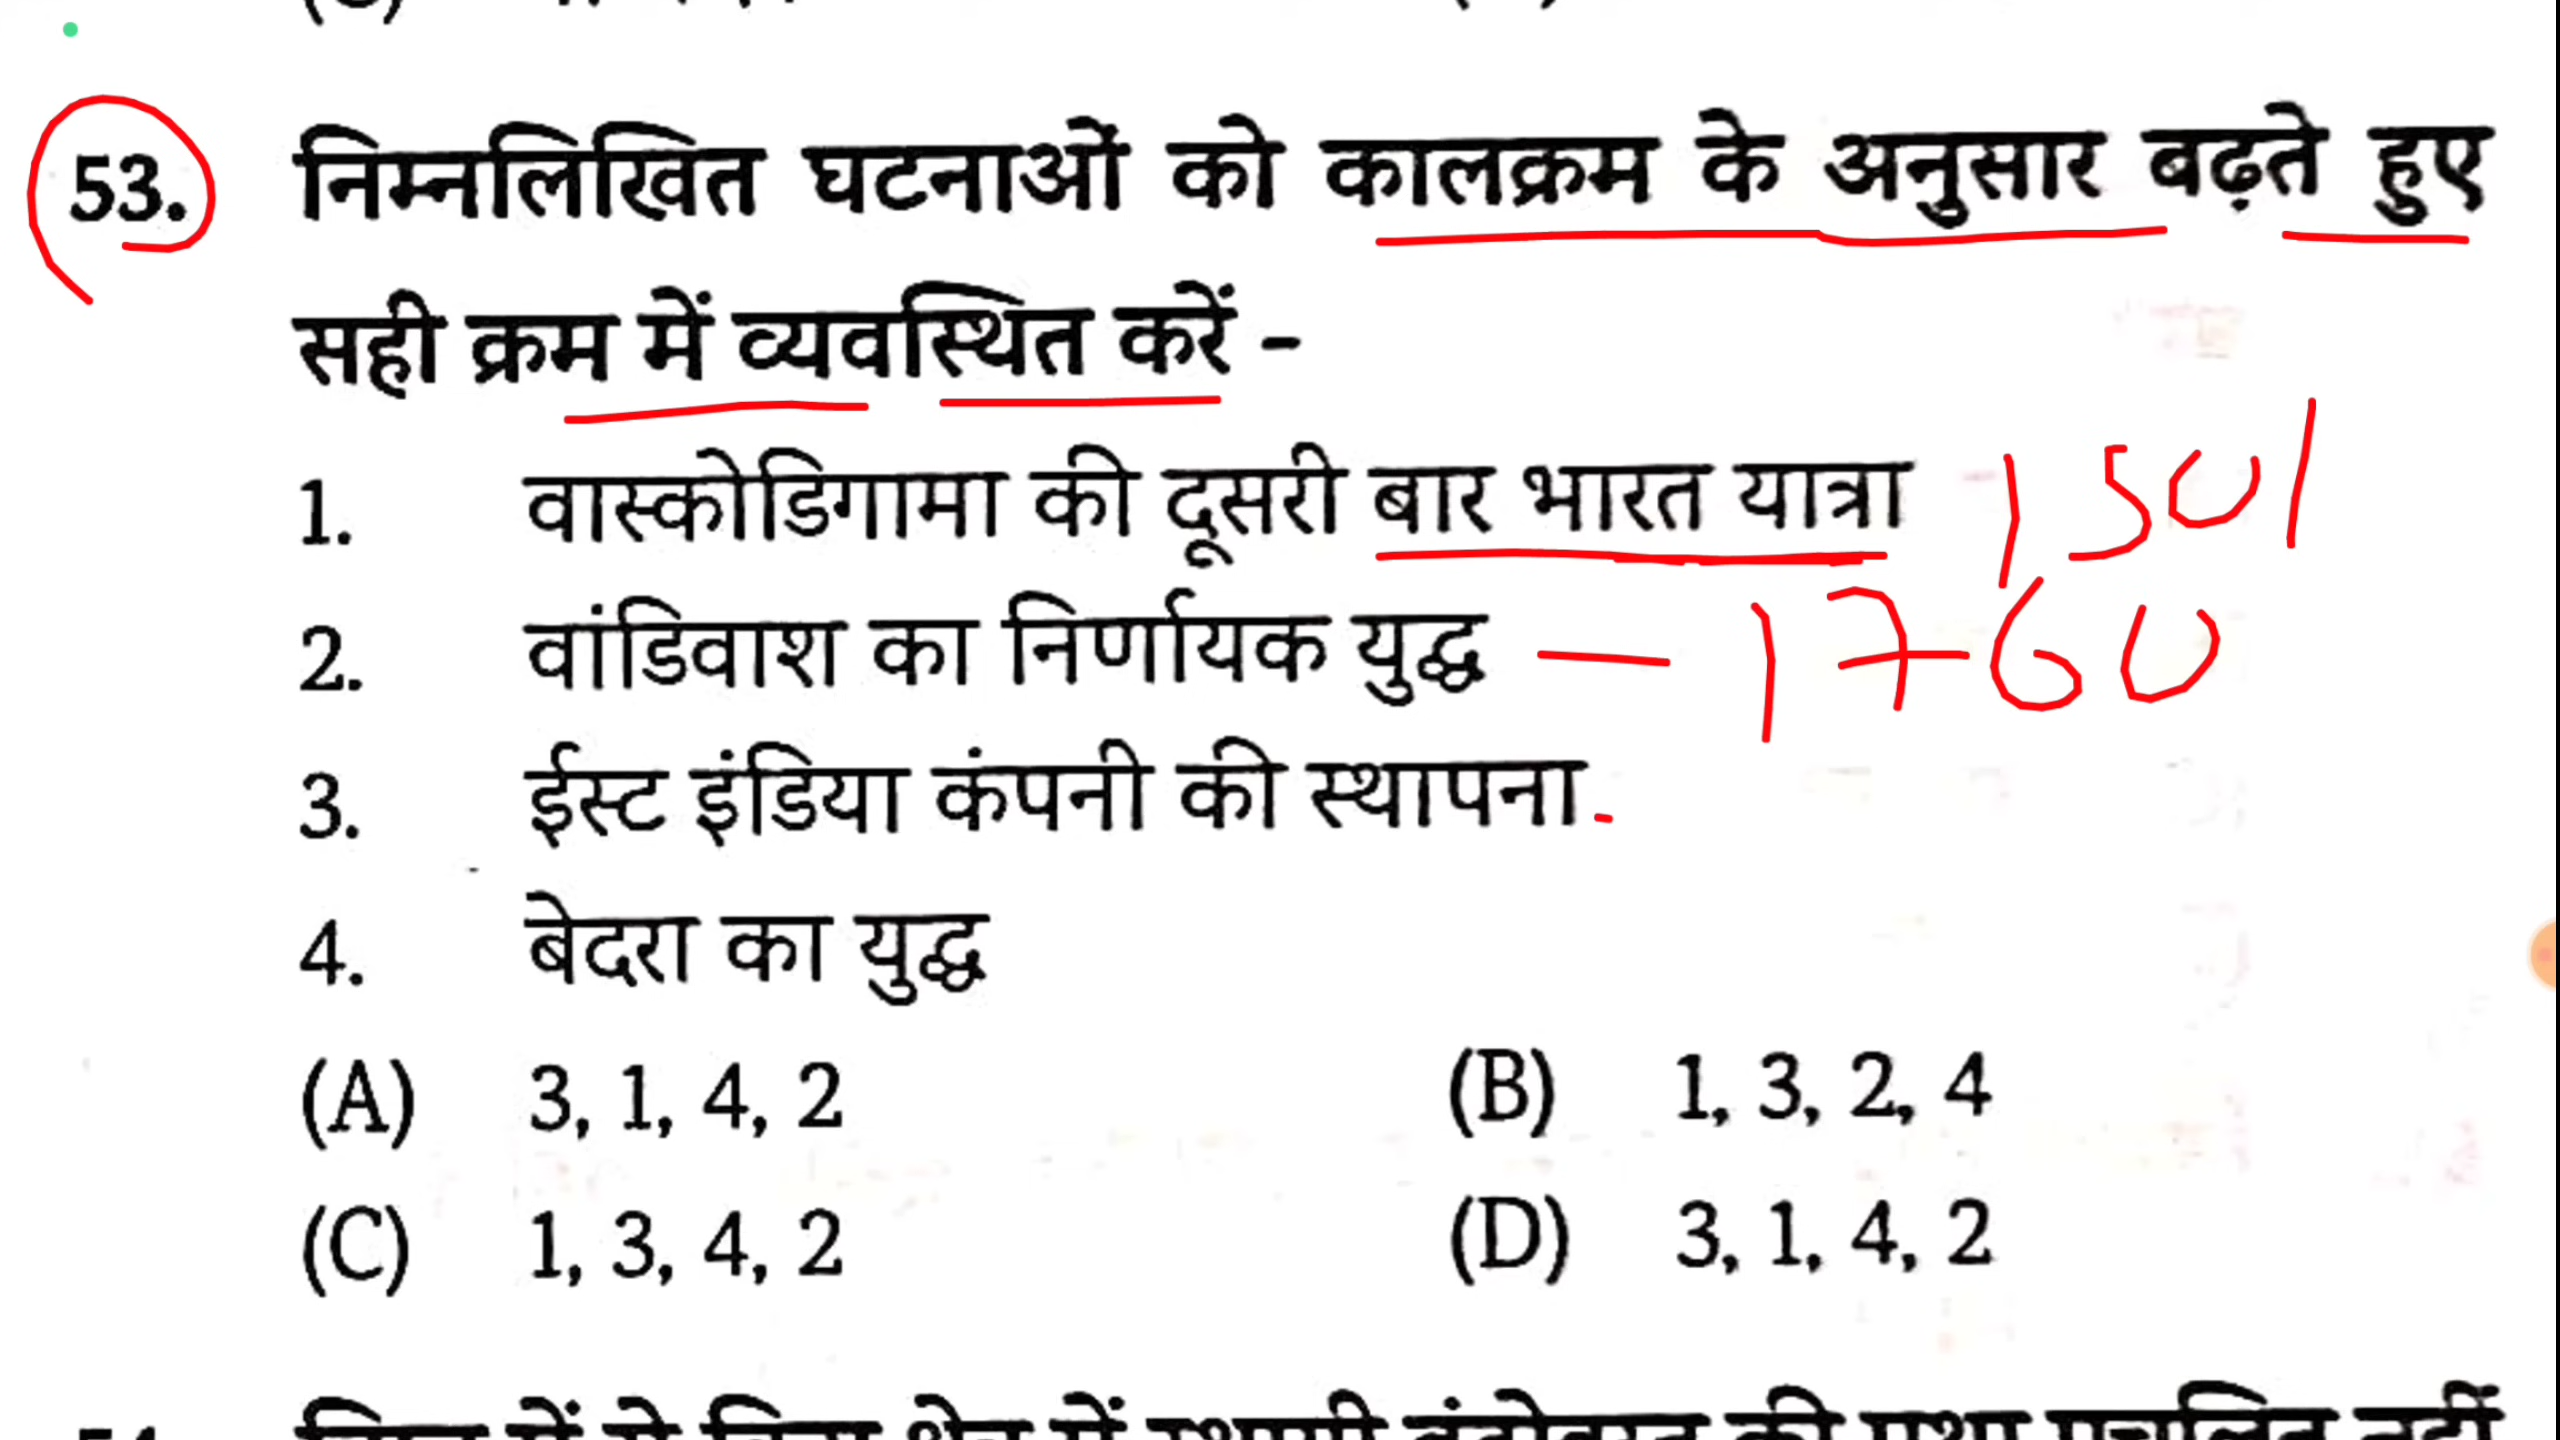 53. निम्नलिखित घटनाओं को कालक्रम के अनुसार बढ़ते हुए
सही क्रम में व्यवस्थित करें -
1. वास्कोडिगामा की दूसरी बार भारत यात्रा 1501
2. वांडिवाश का निर्णायक युद्ध — 1760
3. ईस्ट इंडिया कंपनी की स्थापना
4. बेदरा का युद्ध
(A) 3, 1, 4, 2 (B) 1, 3, 2, 4
(C) 1, 3, 4, 2 (D) 3, 1, 4, 2